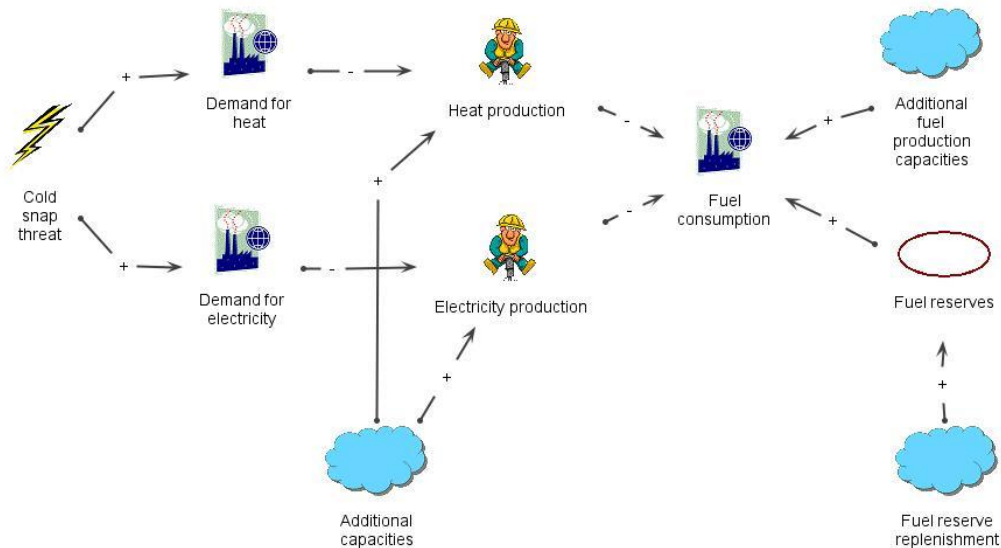 +
Demand for
heat
-
Heat production
Additional
fuel
production
capacities
Cold
snap
threat
+
-
+
Fuel
consumption
+
Demand for
electricity
-
Electricity production
-
+
Fuel reserves
+
+
Additional
capacities
+
Fuel reserve
replenishment